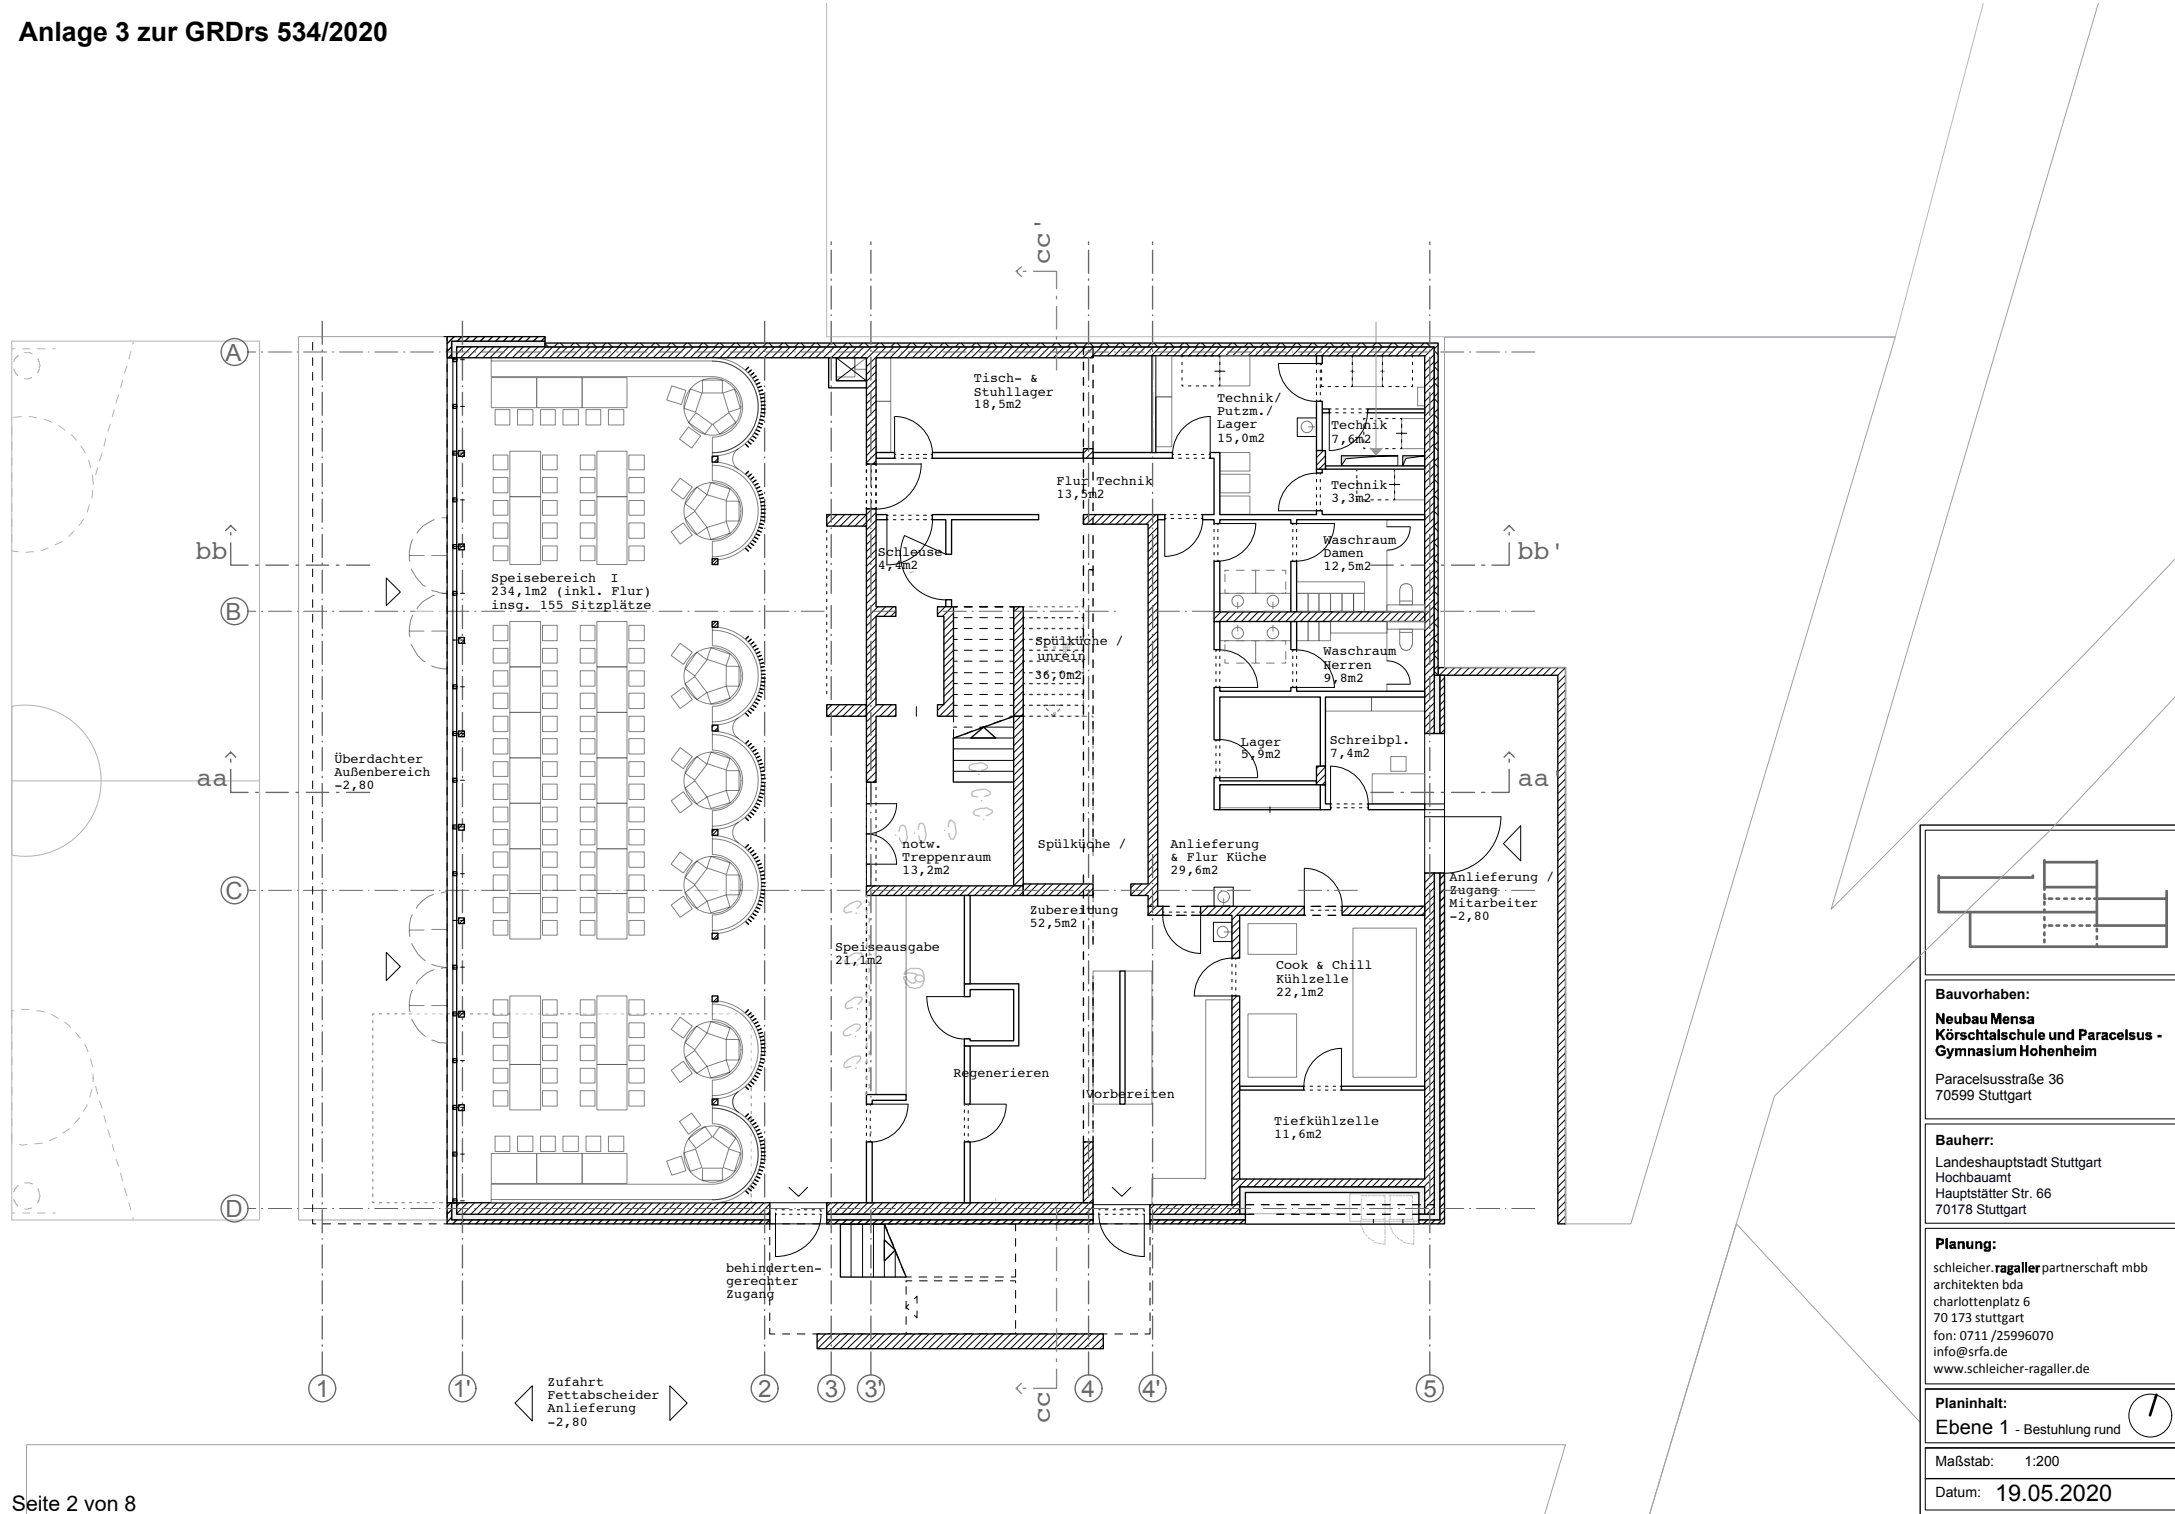 Anlage 3 zur GRDrs 534/2020
cc'
A
Tisch- &
Stuhllager
18,5m2
Technik/
Putzm./
Lager
15,0m2
Technik
7,6m2
Flur Technik
13,5m2
Technik
3,3m2
bb
bb'
Schleuse
4,4m2
Waschraum
Damen
12,5m2
Speisebereich I
234,1m2 (inkl. Flur)
insg. 155 Sitzplätze
B
Spülküche /
unrein
36,0m2
Waschraum
Herren
9,8m2
Überdachter
Außenbereich
-2,80
aa
Lager
5,9m2
Schreibpl.
7,4m2
aa'
notw.
Treppenraum
13,2m2
Spülküche /
Anlieferung
& Flur Küche
29,6m2
C
Anlieferung /
Zugang
Mitarbeiter
-2,80
Zubereitung
52,5m2
Speiseausgabe
21,1m2
Cook & Chill
Kühlzelle
22,1m2
Regenerieren
Vorbereiten
Tiefkühlzelle
11,6m2
D
behinderten-
gerechter
Zugang
1
1'
2
3
3'
4
4'
5
cc
Zufahrt
Fettabscheider
Anlieferung
-2,80
Bauvorhaben:
Neubau Mensa
Körschtalschule und Paracelsus -
Gymnasium Hohenheim
Paracelsusstraße 36
70599 Stuttgart
Bauherr:
Landeshauptstadt Stuttgart
Hochbauamt
Hauptstätter Str. 66
70178 Stuttgart
Planung:
schleicher.ragaller partnerschaft mbb
architekten bda
charlottenplatz 6
70 173 stuttgart
fon: 0711 /25996070
info@srfa.de
www.schleicher-ragaller.de
Planinhalt:
Ebene 1 - Bestuhlung rund
Maßstab: 1:200
Datum: 19.05.2020
Seite 2 von 8